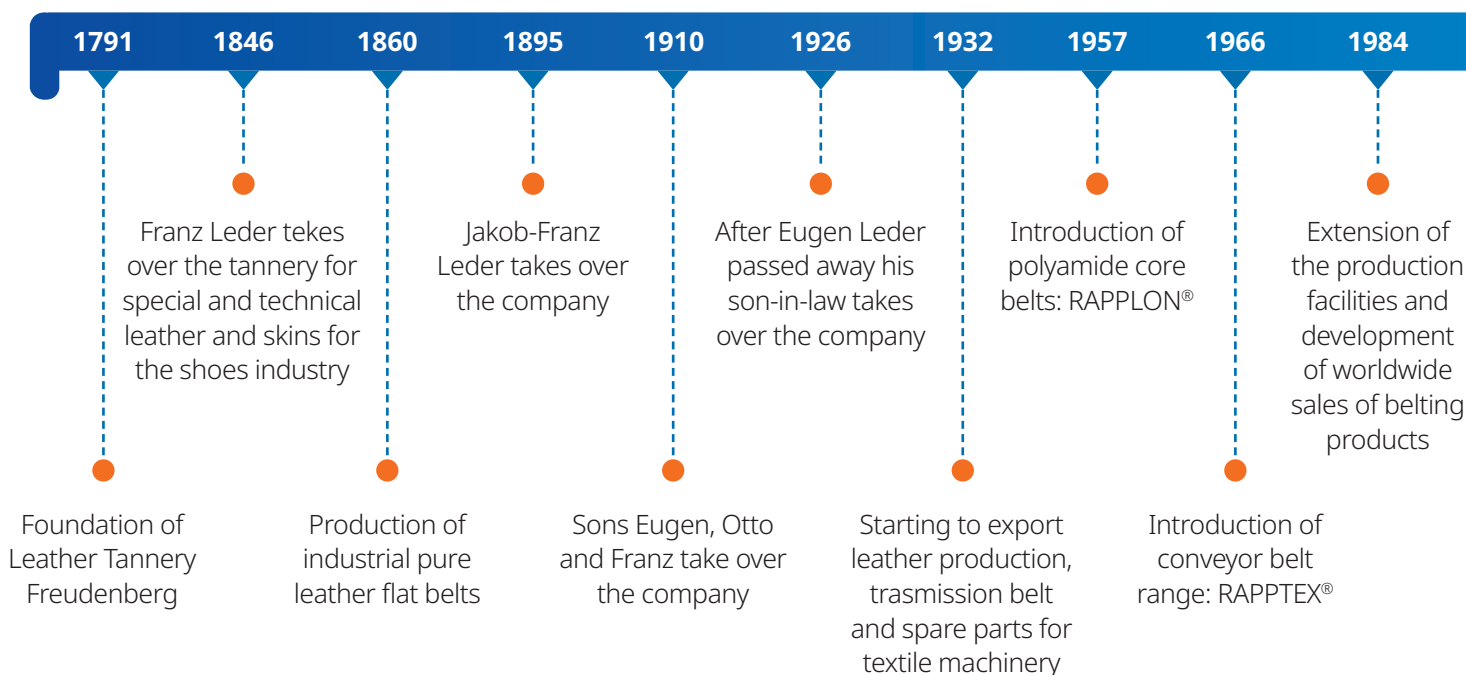 1791
1846
1860
1895
1910
1926
1932
1957
1966
1984
Franz Leder tekes
over the tannery for
special and technical
leather and skins for
the shoes industry
Jakob-Franz
Leder takes over
the company
After Eugen Leder
passed away his
son-in-law takes
over the company
Introduction of
polyamide core
belts: RAPPLON®
Extension of
the production
facilities and
development
of worldwide
sales of belting
products
Foundation of
Leather Tannery
Freudenberg
Production of
industrial pure
leather flat belts
Sons Eugen, Otto
and Franz take over
the company
Starting to export
leather production,
trasmission belt
and spare parts for
textile machinery
Introduction of
conveyor belt
range: RAPPTEX®